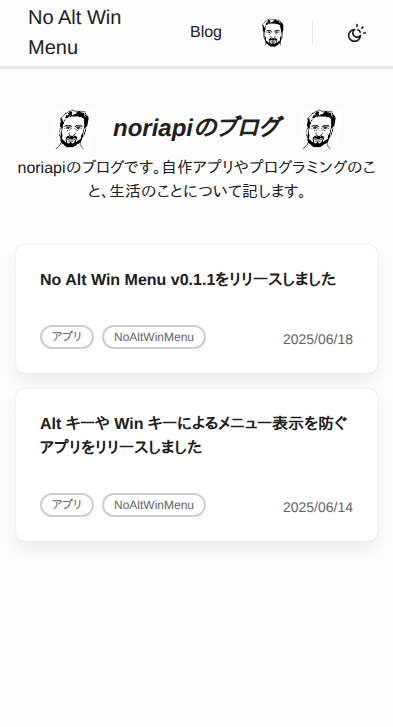 No Alt Win
Menu
Blog
noriapiのブログ
noriapiのブログです。自作アプリやプログラミングのこ
と、生活のことについて記します。
No Alt Win Menu v0.1.1をリリースしました
アプリ
NoAltWinMenu
2025/06/18
Alt キーや Win キーによるメニュー表示を防ぐ
アプリをリリースしました
アプリ
NoAltWinMenu
2025/06/14